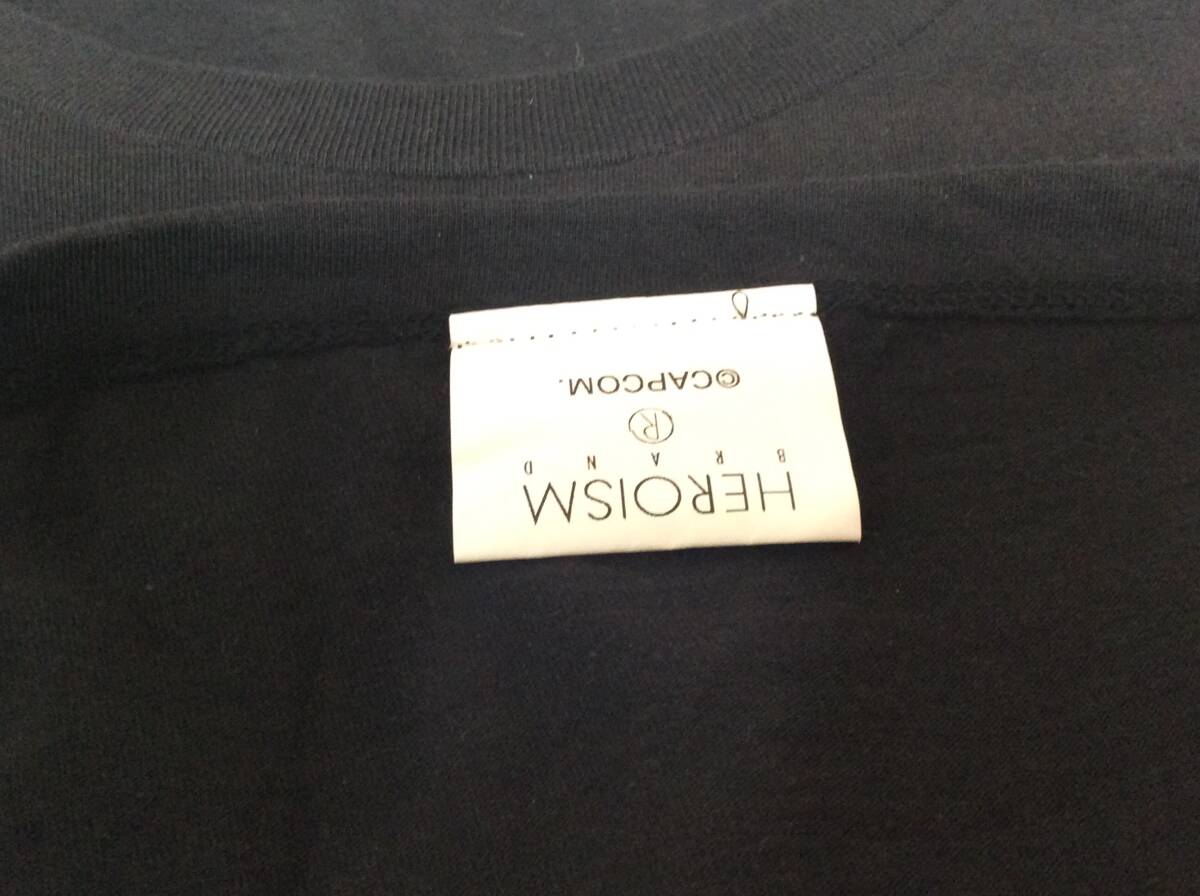 HEROISM
BRAND
®
©CAPCOM.